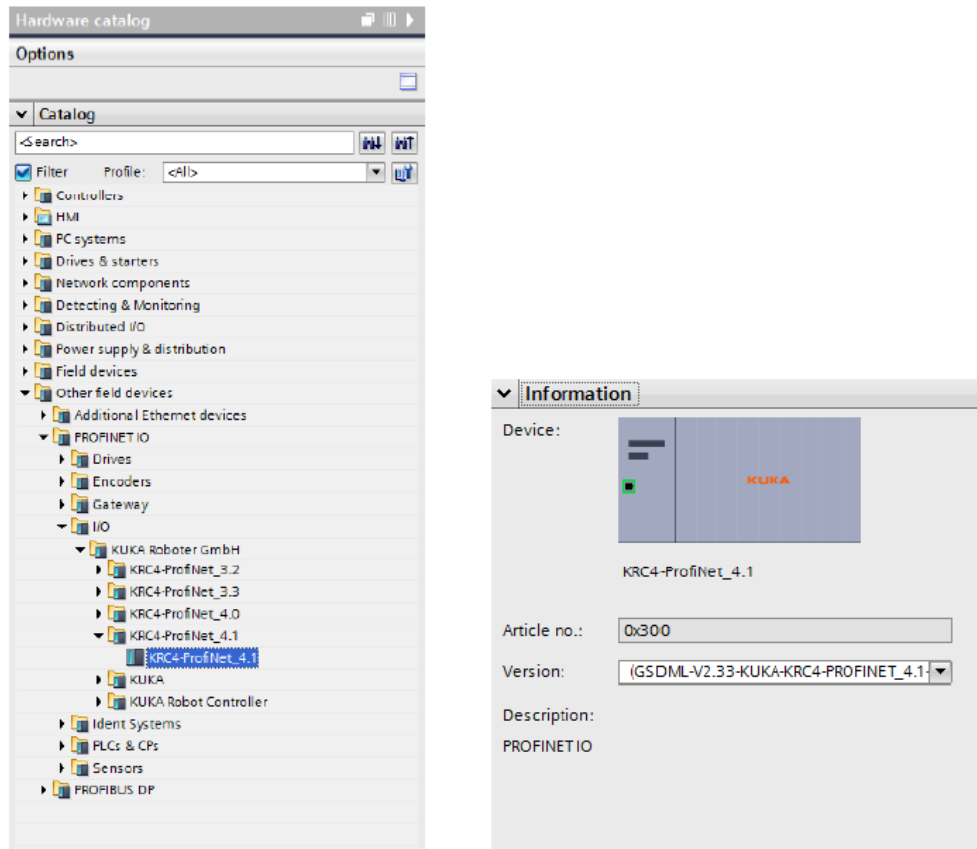 Hardware catalog
Options
Catalog
<Search>
Filter Profile: <All>
Controllers
HMI
PC systems
Drives & starters
Network components
Detecting & Monitoring
Distributed I/O
Power supply & distribution
Field devices
Other field devices
Additional Ethernet devices
PROFINET IO
Drives
Encoders
Gateway
I/O
KUKA Roboter GmbH
KRC4-ProfiNet_3.2
KRC4-ProfiNet_3.3
KRC4-ProfiNet_4.0
KRC4-ProfiNet_4.1
KRC4-ProfiNet_4.1
KUKA
KUKA Robot Controller
Ident Systems
PLCs & CPs
Sensors
PROFIBUS DP
Information
Device:
KUKA
KRC4-ProfiNet_4.1
Article no.: 0x300
Version: (GSDML-V2.33-KUKA-KRC4-PROFINET_4.1-
Description:
PROFINET IO